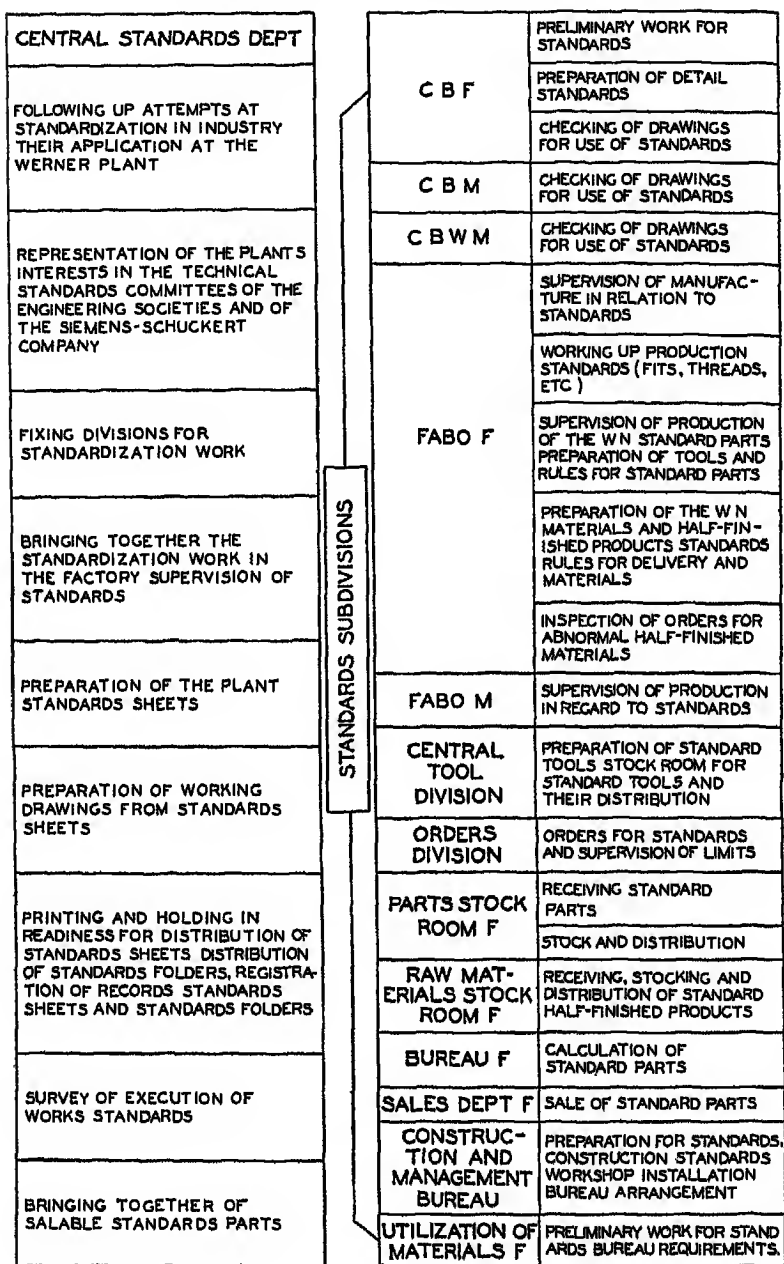 CENTRAL STANDARDS DEPT
FOLLOWING UP ATTEMPTS AT
STANDARDIZATION IN INDUSTRY
THEIR APPLICATION AT THE
WERNER PLANT
REPRESENTATION OF THE PLANTS
INTERESTS IN THE TECHNICAL
STANDARDS COMMITTEES OF THE
ENGINEERING SOCIETIES AND OF
THE SIEMENS-SCHUCKERT
COMPANY
FIXING DIVISIONS FOR
STANDARDIZATION WORK
BRINGING TOGETHER THE
STANDARDIZATION WORK IN
THE FACTORY SUPERVISION OF
STANDARDS
PREPARATION OF THE PLANT
STANDARDS SHEETS
PREPARATION OF WORKING
DRAWINGS FROM STANDARDS
SHEETS
PRINTING AND HOLDING IN
READINESS FOR DISTRIBUTION OF
STANDARDS SHEETS DISTRIBUTION
OF STANDARDS FOLDERS, REGISTRA-
TION OF RECORDS STANDARDS
SHEETS AND STANDARDS FOLDERS
SURVEY OF EXECUTION OF
WORKS STANDARDS
BRINGING TOGETHER OF
SALABLE STANDARDS PARTS
STANDARDS SUBDIVISIONS
C B F
PRELIMINARY WORK FOR
STANDARDS
PREPARATION OF DETAIL
STANDARDS
CHECKING OF DRAWINGS
FOR USE OF STANDARDS
C B M
CHECKING OF DRAWINGS
FOR USE OF STANDARDS
C B W M
CHECKING OF DRAWINGS
FOR USE OF STANDARDS
FABO F
SUPERVISION OF MANUFAC-
TURE IN RELATION TO
STANDARDS
WORKING UP PRODUCTION
STANDARDS (FITS, THREADS,
ETC )
SUPERVISION OF PRODUCTION
OF THE W N STANDARD PARTS
PREPARATION OF TOOLS AND
RULES FOR STANDARD PARTS
PREPARATION OF THE W N
MATERIALS AND HALF-FIN-
ISHED PRODUCTS STANDARDS
RULES FOR DELIVERY AND
MATERIALS
INSPECTION OF ORDERS FOR
ABNORMAL HALF-FINISHED
MATERIALS
FABO M
SUPERVISION OF PRODUCTION
IN REGARD TO STANDARDS
CENTRAL
TOOL
DIVISION
PREPARATION OF STANDARD
TOOLS STOCK ROOM FOR
STANDARD TOOLS AND
THEIR DISTRIBUTION
ORDERS
DIVISION
ORDERS FOR STANDARDS
AND SUPERVISION OF LIMITS
PARTS STOCK
ROOM F
RECEIVING STANDARD
PARTS
STOCK AND DISTRIBUTION
RAW MAT-
ERIALS STOCK
ROOM F
RECEIVING, STOCKING AND
DISTRIBUTION OF STANDARD
HALF-FINISHED PRODUCTS
BUREAU F
CALCULATION OF
STANDARD PARTS
SALES DEPT F
SALE OF STANDARD PARTS
CONSTRUC-
TION AND
MANAGEMENT
BUREAU
PREPARATION FOR STANDARDS,
CONSTRUCTION STANDARDS
WORKSHOP INSTALLATION
BUREAU ARRANGEMENT
UTILIZATION OF
MATERIALS F
PRELIMINARY WORK FOR STAND
ARDS BUREAU REQUIREMENTS.